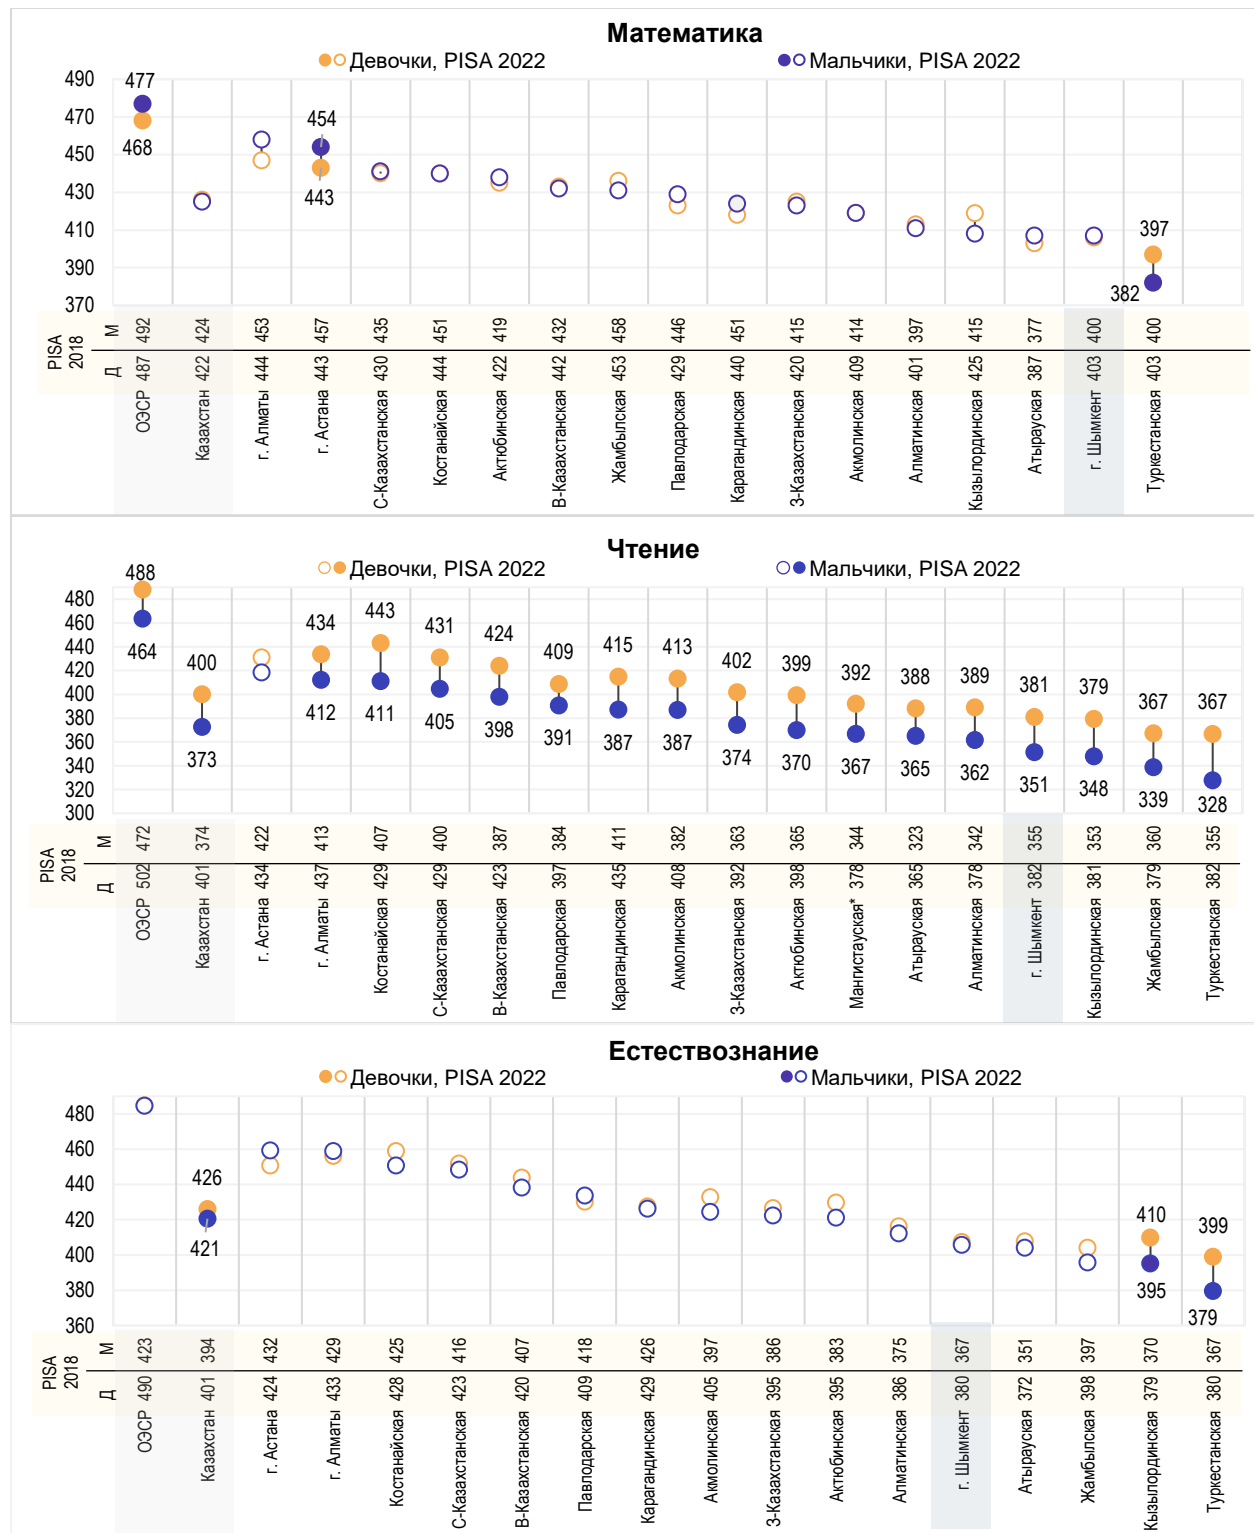 Математика
Девочки, PISA 2022 Мальчики, PISA 2022
490
470
450
430
410
390
370
477
468
454
443
397
382
PISA 2018
М 492 424 453 457 435 451 419 432 458 446 451 415 414 397 415 377 400 400
Д 487 422 444 443 430 444 422 442 453 429 440 420 409 401 425 387 403 403
ОЭСР
Казахстан
г. Алматы
г. Астана
С-Казахстанская
Костанайская
Актюбинская
В-Казахстанская
Жамбылская
Павлодарская
Карагандинская
З-Казахстанская
Акмолинская
Алматинская
Кызылординская
Атырауская
г. Шымкент
Туркестанская
Чтение
Девочки, PISA 2022 Мальчики, PISA 2022
480
460
440
420
400
380
360
340
320
300
488 400 434 443 431 424 409 415 413 402 399 392 388 389 381 379 367 367
464 373 412 411 405 398 391 387 387 374 370 367 365 362 351 348 339 328
PISA 2018
М 472 374 422 413 407 400 387 384 411 382 363 365 344 323 342 355 353 360 355
Д 502 401 434 437 429 429 423 397 435 408 392 398 378 365 378 382 381 379 382
ОЭСР
Казахстан
г. Астана
г. Алматы
Костанайская
С-Казахстанская
В-Казахстанская
Павлодарская
Карагандинская
Акмолинская
З-Казахстанская
Актюбинская
Мангистауская*
Атырауская
Алматинская
г. Шымкент
Кызылординская
Жамбылская
Туркестанская
Естествознание
Девочки, PISA 2022 Мальчики, PISA 2022
480
460
440
420
400
380
360
426
421
410
395
399
379
PISA 2018
М 423 394 432 429 425 416 407 418 426 397 386 383 375 367 351 397 370 367
Д 490 401 424 433 428 423 420 409 429 405 395 395 386 380 372 398 379 380
ОЭСР
Казахстан
г. Астана
г. Алматы
Костанайская
С-Казахстанская
В-Казахстанская
Павлодарская
Карагандинская
Акмолинская
З-Казахстанская
Актюбинская
Алматинская
г. Шымкент
Атырауская
Жамбылская
Кызылординская
Туркестанская